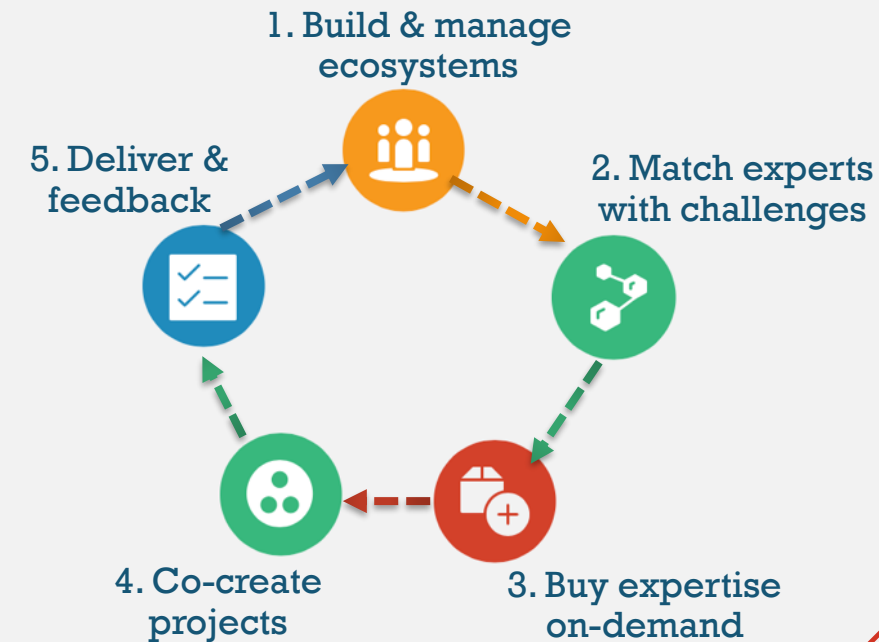 1. Build & manage
ecosystems
2. Match experts
with challenges
3. Buy expertise
on-demand
4. Co-create
projects
5. Deliver &
feedback